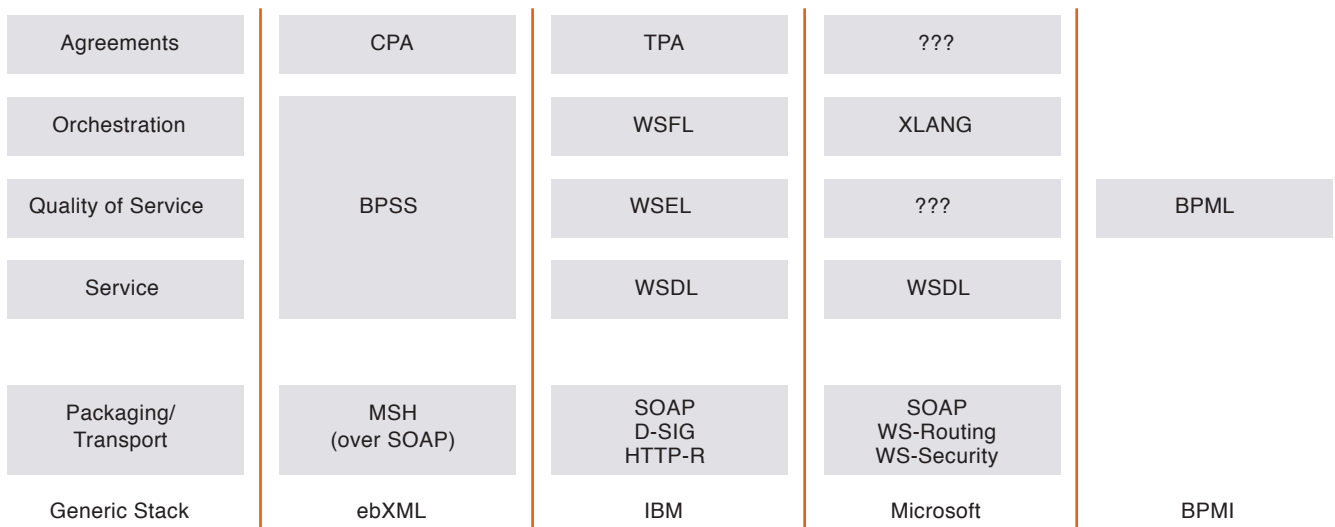 Agreements
CPA
TPA
???
Orchestration
WSFL
XLANG
Quality of Service
BPSS
WSEL
???
BPML
Service
WSDL
WSDL
Packaging/
Transport
MSH
(over SOAP)
SOAP
D-SIG
HTTP-R
SOAP
WS-Routing
WS-Security
Generic Stack
ebXML
IBM
Microsoft
BPMI